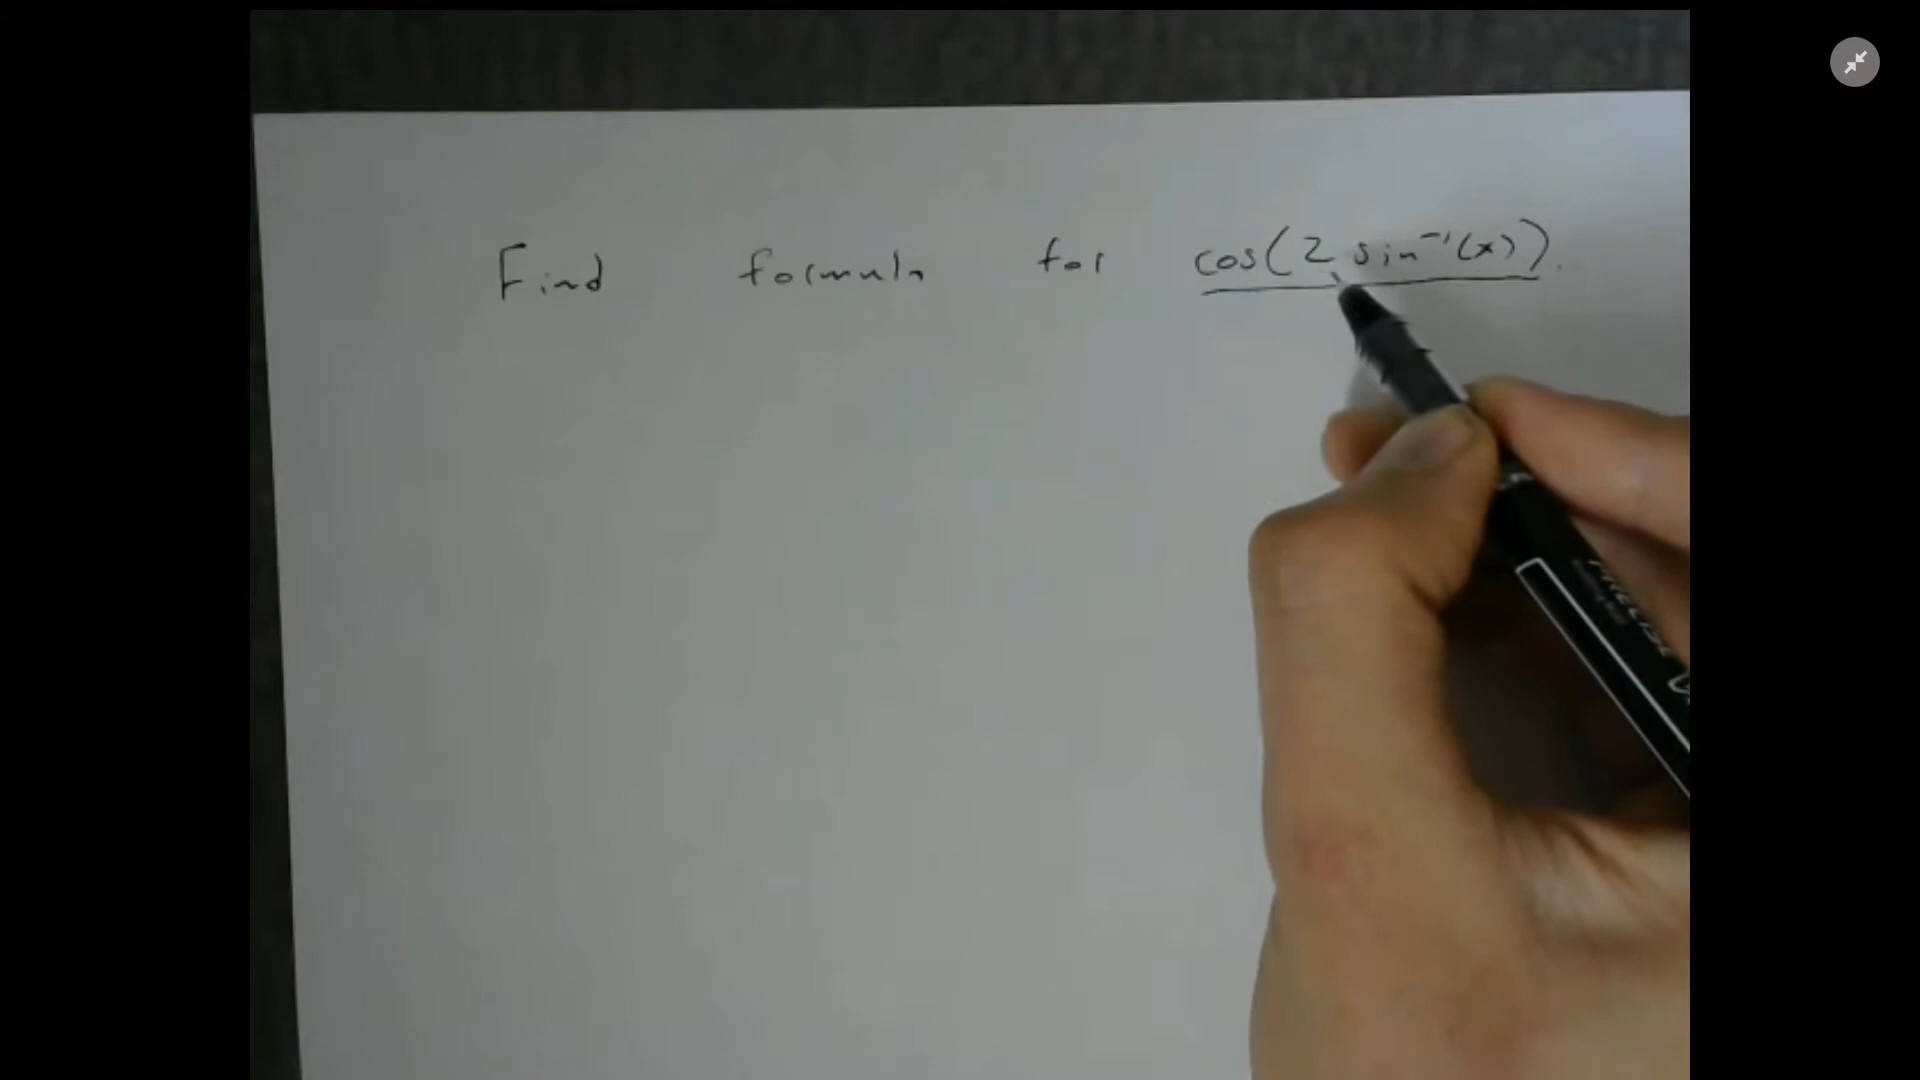 Find formula for cos(2 sin⁻¹(x)).